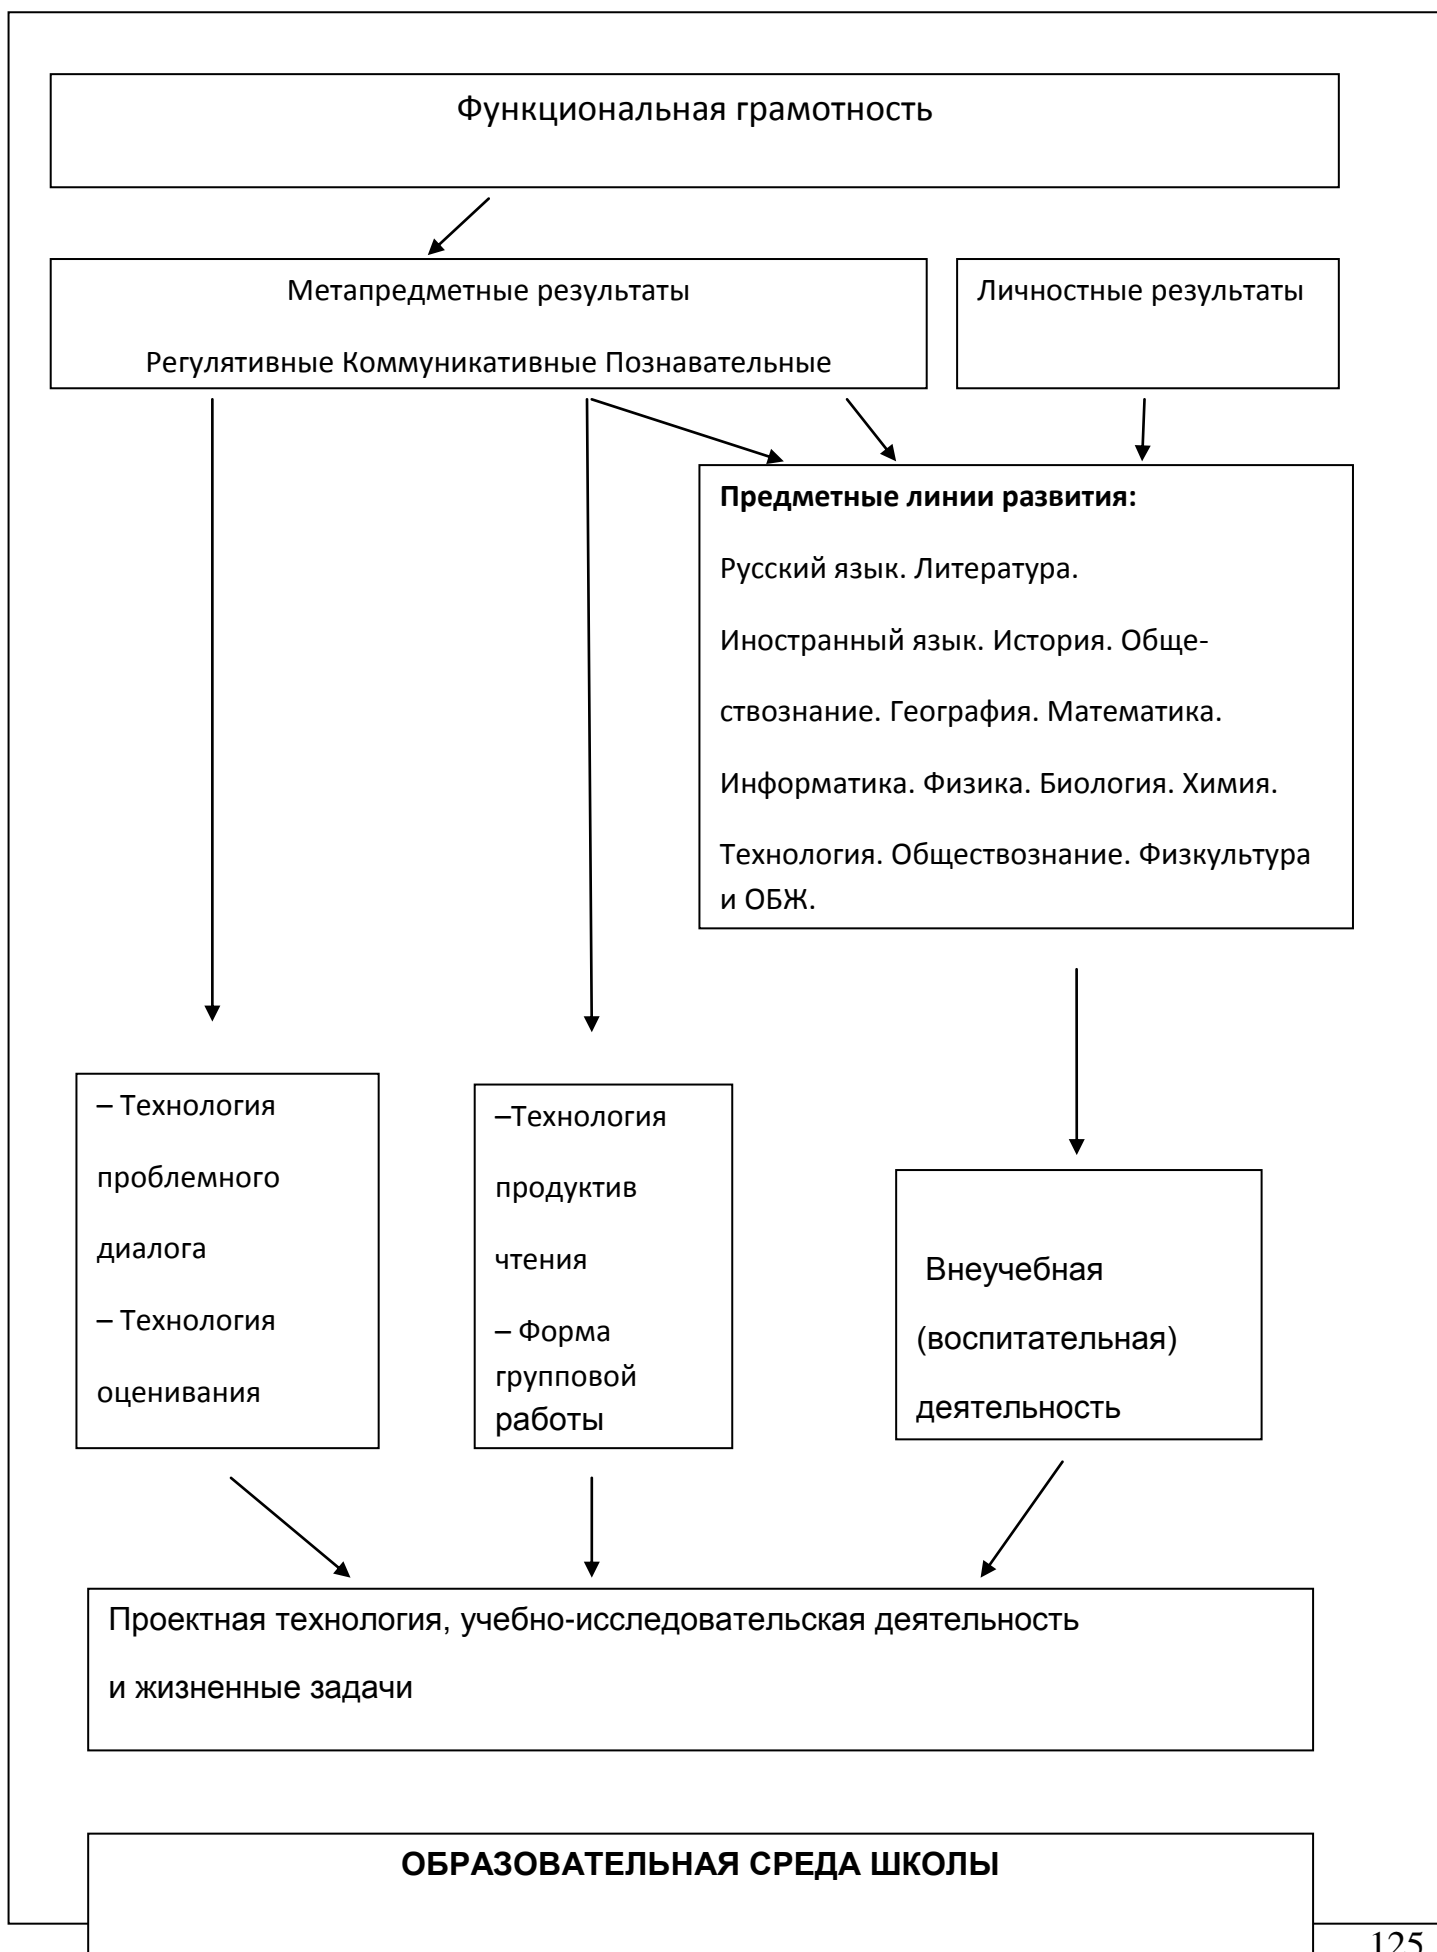 Функциональная грамотность
Метапредметные результаты
Регулятивные Коммуникативные Познавательные
Личностные результаты
Предметные линии развития:
Русский язык. Литература.
Иностранный язык. История. Обще-
ствознание. География. Математика.
Информатика. Физика. Биология. Химия.
Технология. Обществознание. Физкультура
и ОБЖ.
– Технология
проблемного
диалога
– Технология
оценивания
–Технология
продуктив
чтения
– Форма
групповой
работы
Внеучебная
(воспитательная)
деятельность
Проектная технология, учебно-исследовательская деятельность
и жизненные задачи
ОБРАЗОВАТЕЛЬНАЯ СРЕДА ШКОЛЫ
125